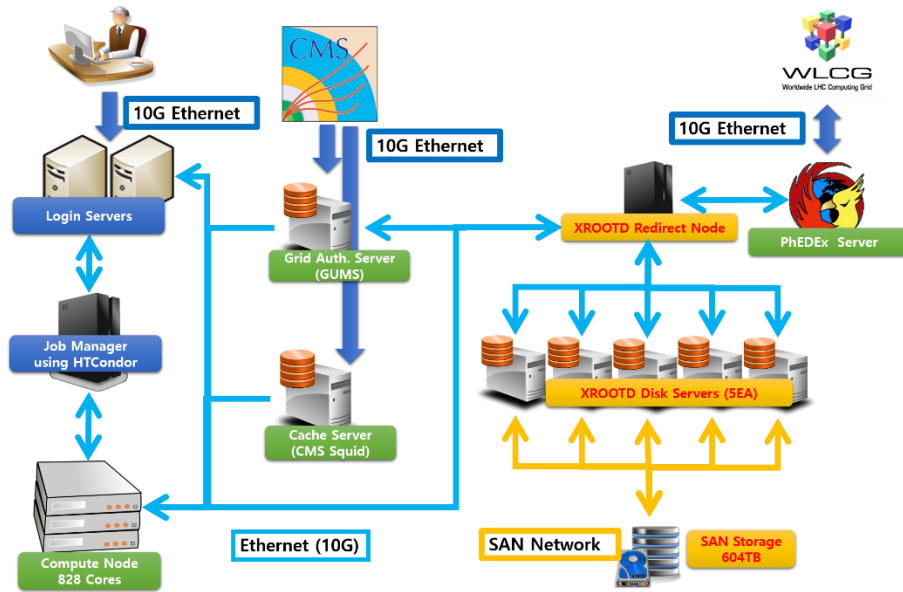 CMS
WLCG
Worldwide LHC Computing Grid
10G Ethernet
10G Ethernet
10G Ethernet
Login Servers
Grid Auth. Server
(GUMS)
XROOTD Redirect Node
PhEDEx Server
Job Manager
using HTCondor
XROOTD Disk Servers (5EA)
Cache Server
(CMS Squid)
Ethernet (10G)
SAN Network
SAN Storage
604TB
Compute Node
828 Cores